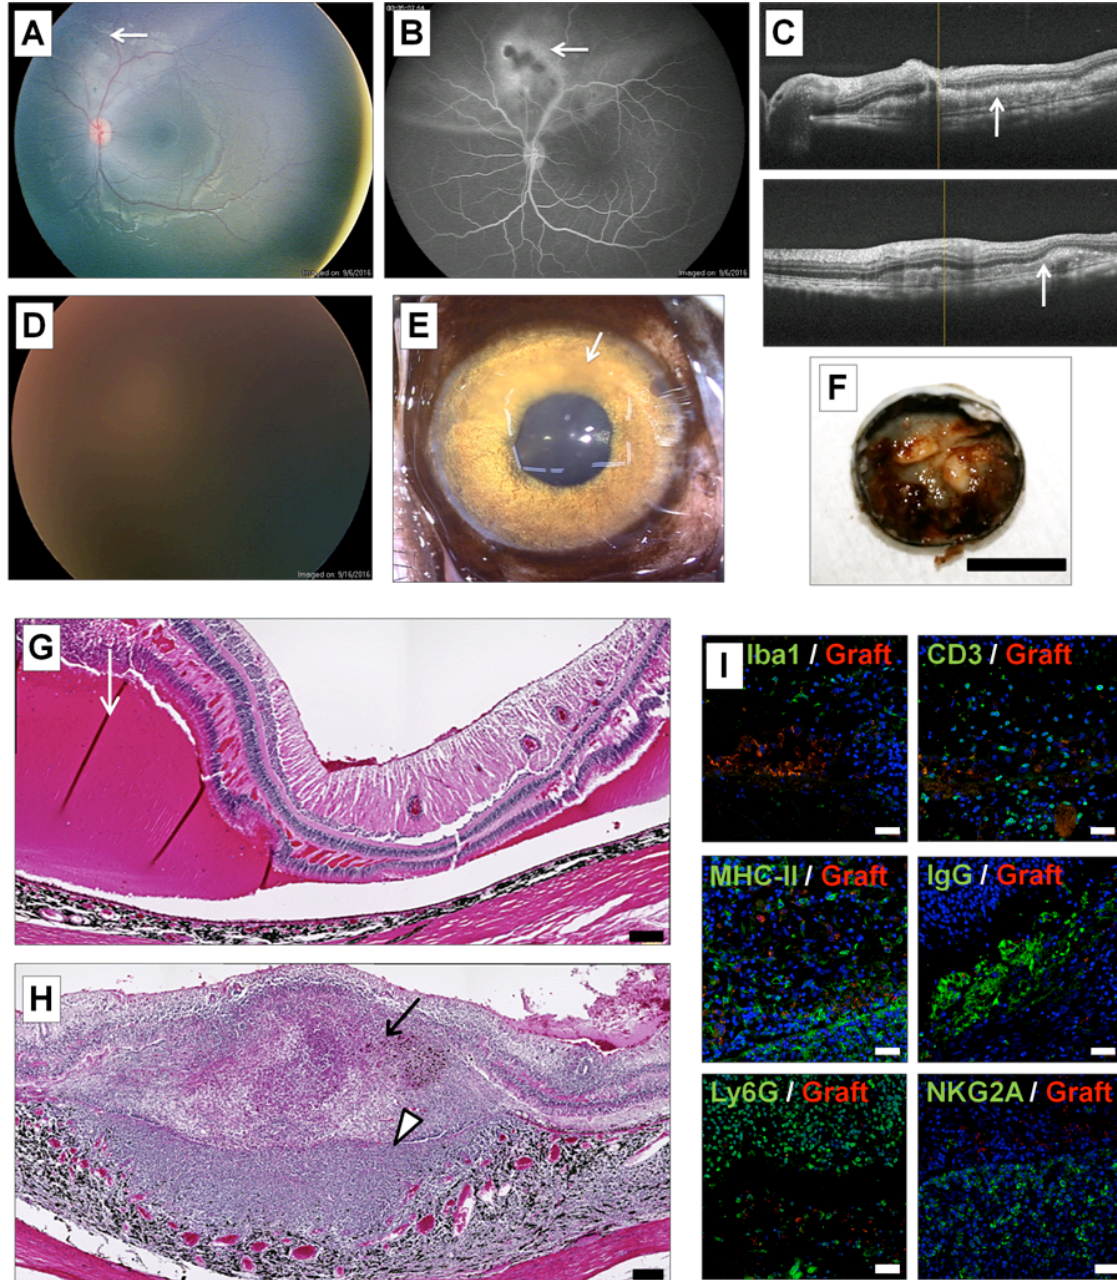 A
B
C
Imaged on: 9/6/2016
Imaged on: 9/6/2016
D
E
F
Imaged on: 9/16/2016
G
I
Iba1 / Graft
CD3 / Graft
MHC-II / Graft
IgG / Graft
H
Ly6G / Graft
NKG2A / Graft